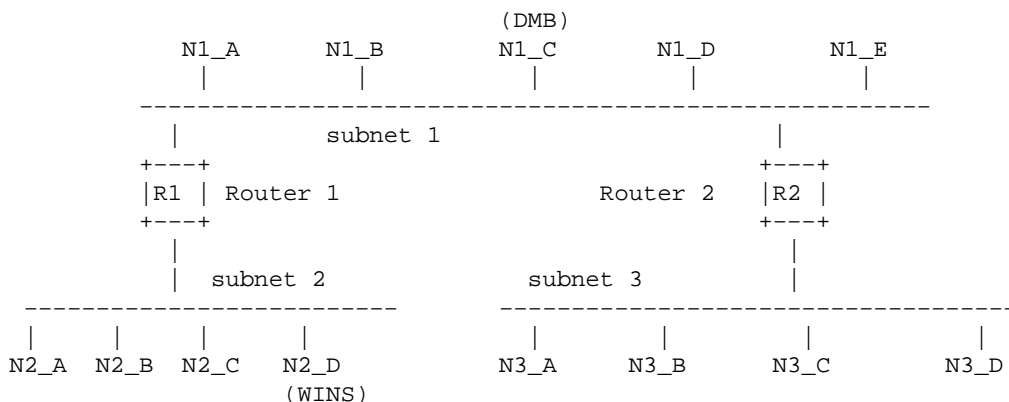 (DMB)
N1_A N1_B N1_C N1_D N1_E
subnet 1
R1 Router 1 Router 2 R2
subnet 2 subnet 3
N2_A N2_B N2_C N2_D N3_A N3_B N3_C N3_D
(WINS)